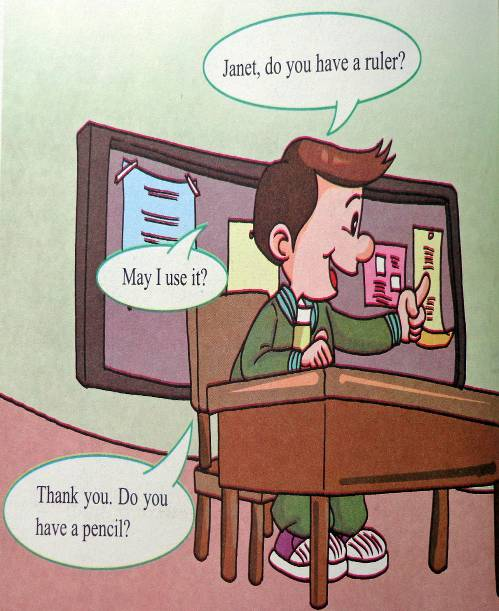 Janet, do you have a ruler?
May I use it?
Thank you. Do you
have a pencil?